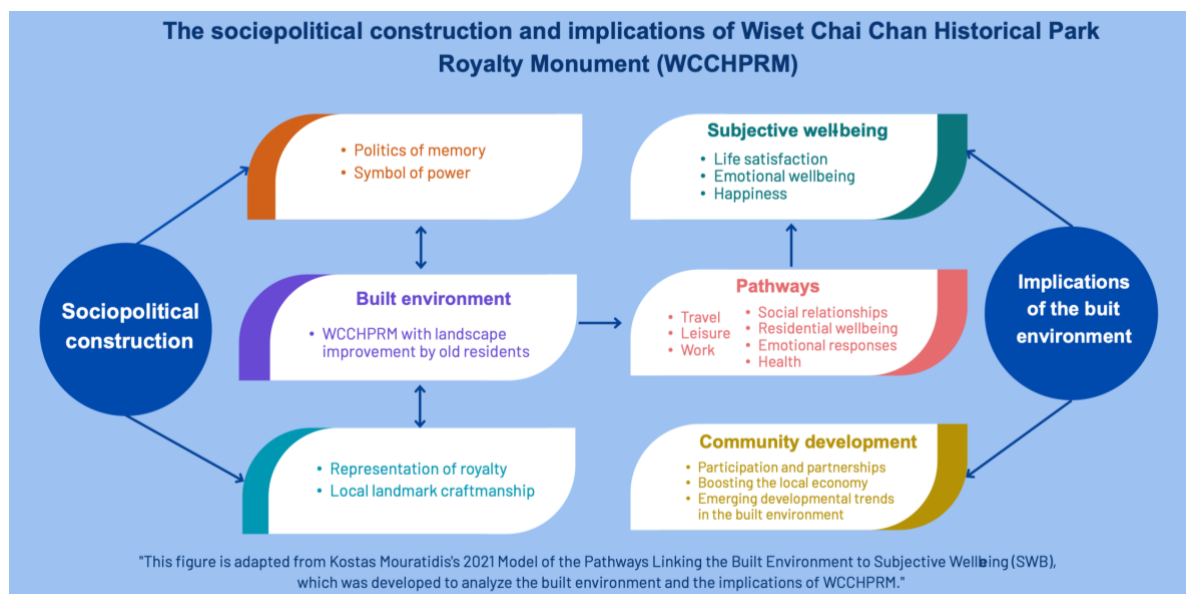 The sociopolitical construction and implications of Wiset Chai Chan Historical Park
Royalty Monument (WCCHPRM)
Sociopolitical
construction
• Politics of memory
• Symbol of power
Built environment
• WCCHPRM with landscape
improvement by old residents
• Representation of royalty
• Local landmark craftmanship
Subjective well-being
• Life satisfaction
• Emotional wellbeing
• Happiness
Pathways
• Travel
• Leisure
• Work
• Social relationships
• Residential wellbeing
• Emotional responses
• Health
Community development
• Participation and partnerships
• Boosting the local economy
• Emerging developmental trends
in the built environment
Implications
of the buit
environment
"This figure is adapted from Kostas Mouratidis's 2021 Model of the Pathways Linking the Built Environment to Subjective Wellbeing (SWB),
which was developed to analyze the built environment and the implications of WCCHPRM."